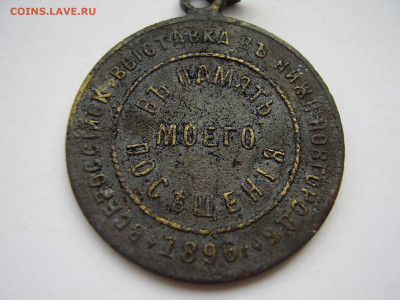 COINS.LAVE.RU
ВСЕРОССІЙСК • ВЫСТАВКА ВЪ НИЖН-НОВГОРОДѢ
1896 г
ВЪ ПАМЯТЬ
МОЕГО
ПОСѢЩЕНІЯ